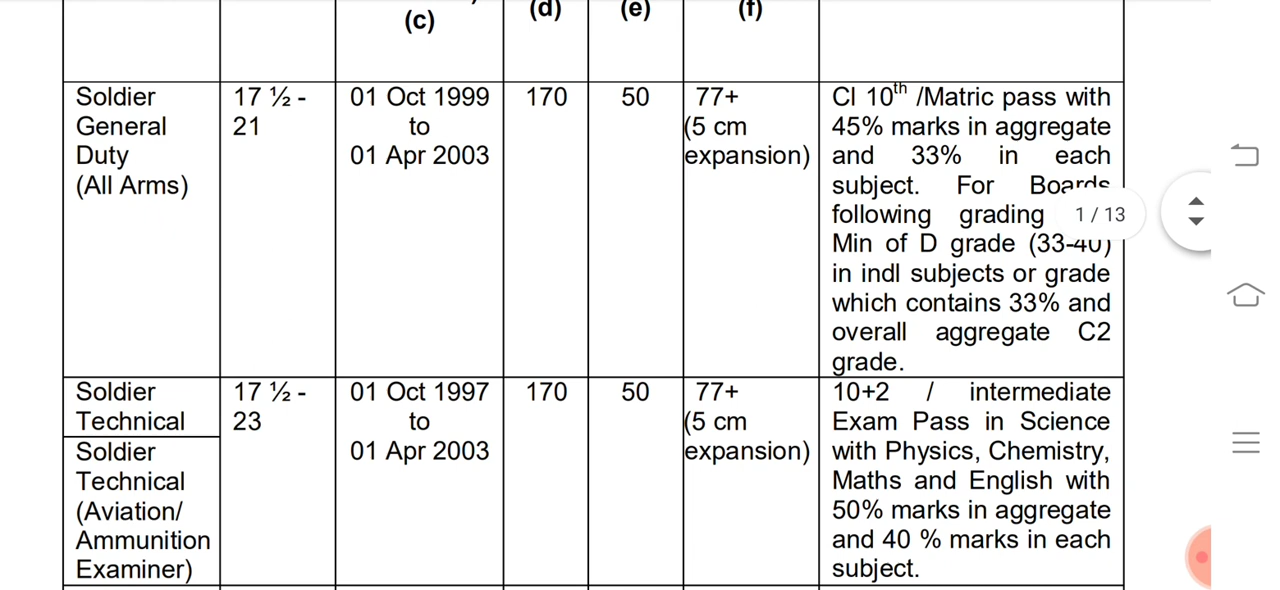 (c)
(d)
(e)
(f)
Soldier
General
Duty
(All Arms)
17 ½ -
21
01 Oct 1999
to
01 Apr 2003
170
50
77+
(5 cm
expansion)
Cl 10th /Matric pass with
45% marks in aggregate
and 33% in each
subject. For Boards
following grading
Min of D grade (33-40)
in indl subjects or grade
which contains 33% and
overall aggregate C2
grade.
1 / 13
Soldier
Technical
Soldier
Technical
(Aviation/
Ammunition
Examiner)
17 ½ -
23
01 Oct 1997
to
01 Apr 2003
170
50
77+
(5 cm
expansion)
10+2 / intermediate
Exam Pass in Science
with Physics, Chemistry,
Maths and English with
50% marks in aggregate
and 40 % marks in each
subject.